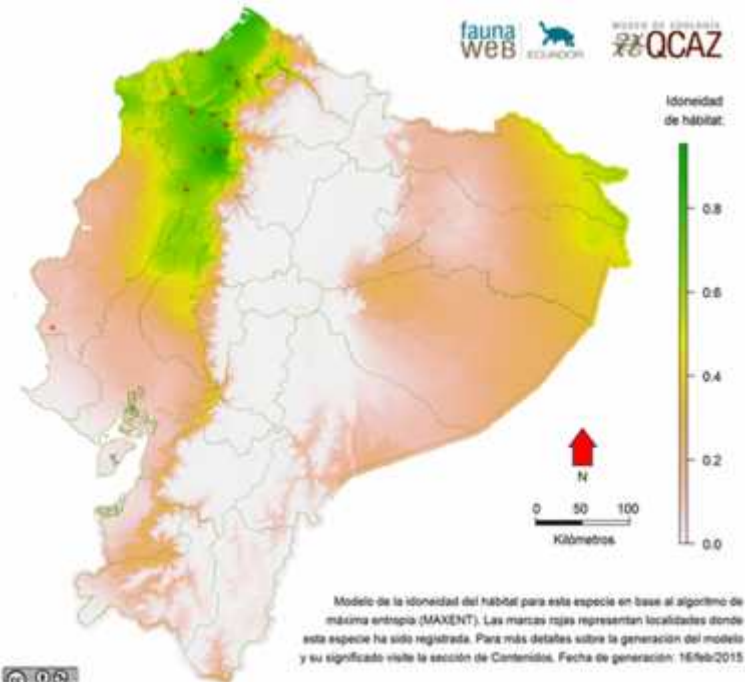 fauna
WEB
ECUADOR
MUSEO DE ZOOLOGÍA
QCAZ
Idoneidad
de hábitat
0.8
0.6
0.4
0.2
0.0
N
0 50 100
Kilómetros
Modelo de la idoneidad del hábitat para esta especie en base al algoritmo de
máxima entropía (MAXENT). Las marcas rojas representan localidades donde
esta especie ha sido registrada. Para más detalles sobre la generación del modelo
y su significado visite la sección de Contenidos. Fecha de generación: 16/feb/2015
cc